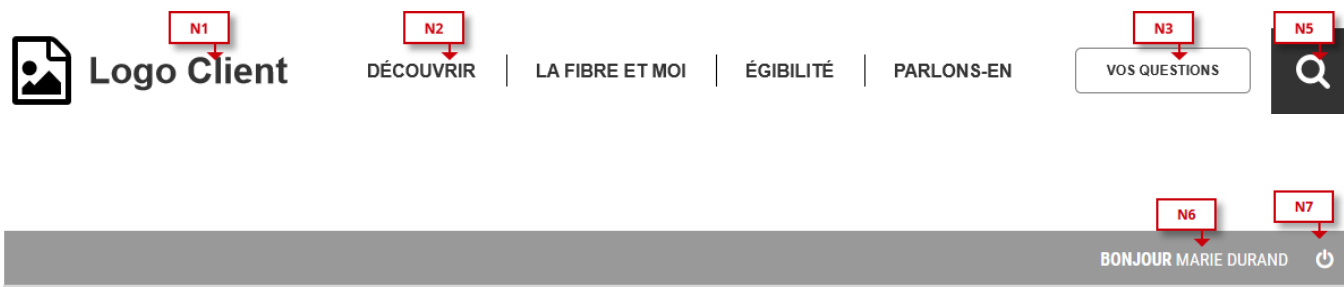 N1 N2 N3 N5
Logo Client DÉCOUVRIR LA FIBRE ET MOI ÉGIBILITÉ PARLONS-EN VOS QUESTIONS
N6 N7
BONJOUR MARIE DURAND